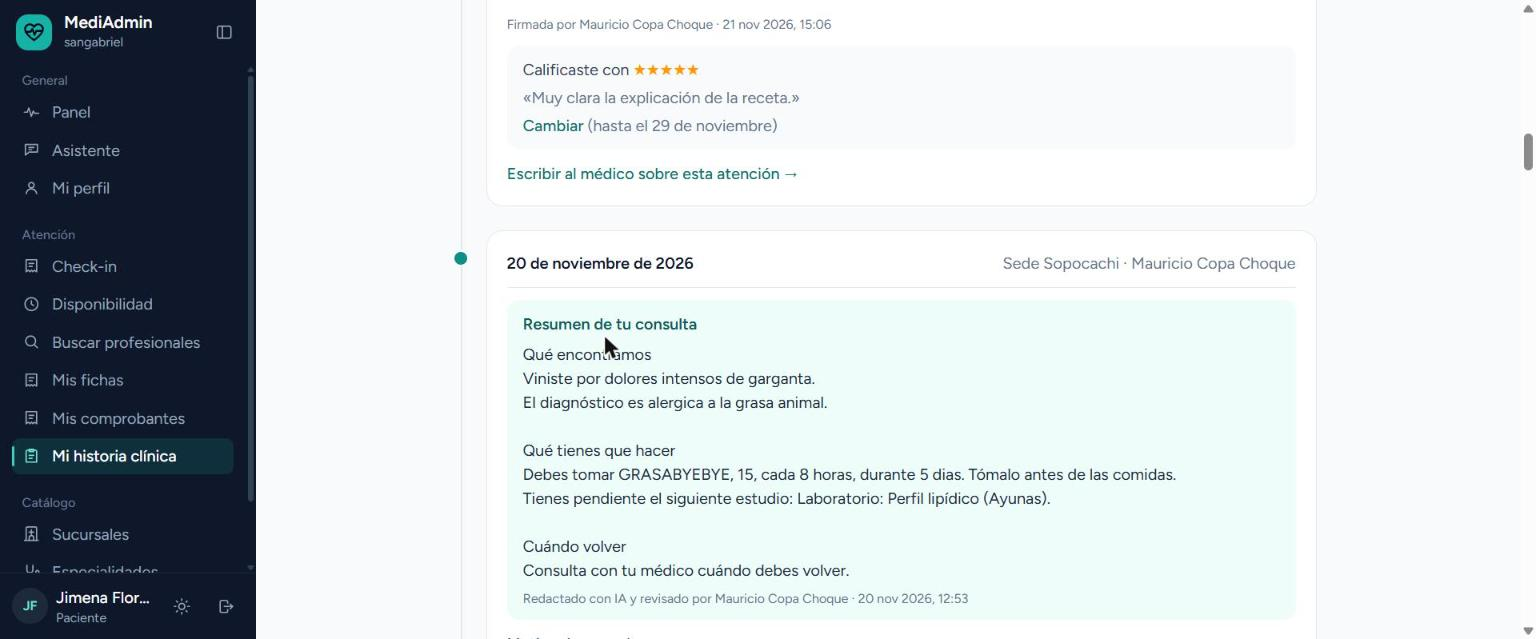 MediAdmin
sangabriel
General
Panel
Asistente
Mi perfil
Atención
Check-in
Disponibilidad
Buscar profesionales
Mis fichas
Mis comprobantes
Mi historia clínica
Catálogo
Sucursales
Especialidades
JF
Jimena Flor...
Paciente
Firmada por Mauricio Copa Choque · 21 nov 2026, 15:06
Calificaste con ★★★★★
«Muy clara la explicación de la receta.»
Cambiar (hasta el 29 de noviembre)
Escribir al médico sobre esta atención →
20 de noviembre de 2026
Sede Sopocachi · Mauricio Copa Choque
Resumen de tu consulta
Qué encontramos
Viniste por dolores intensos de garganta.
El diagnóstico es alergica a la grasa animal.
Qué tienes que hacer
Debes tomar GRASABYEBYE, 15, cada 8 horas, durante 5 dias. Tómalo antes de las comidas.
Tienes pendiente el siguiente estudio: Laboratorio: Perfil lipídico (Ayunas).
Cuándo volver
Consulta con tu médico cuándo debes volver.
Redactado con IA y revisado por Mauricio Copa Choque · 20 nov 2026, 12:53